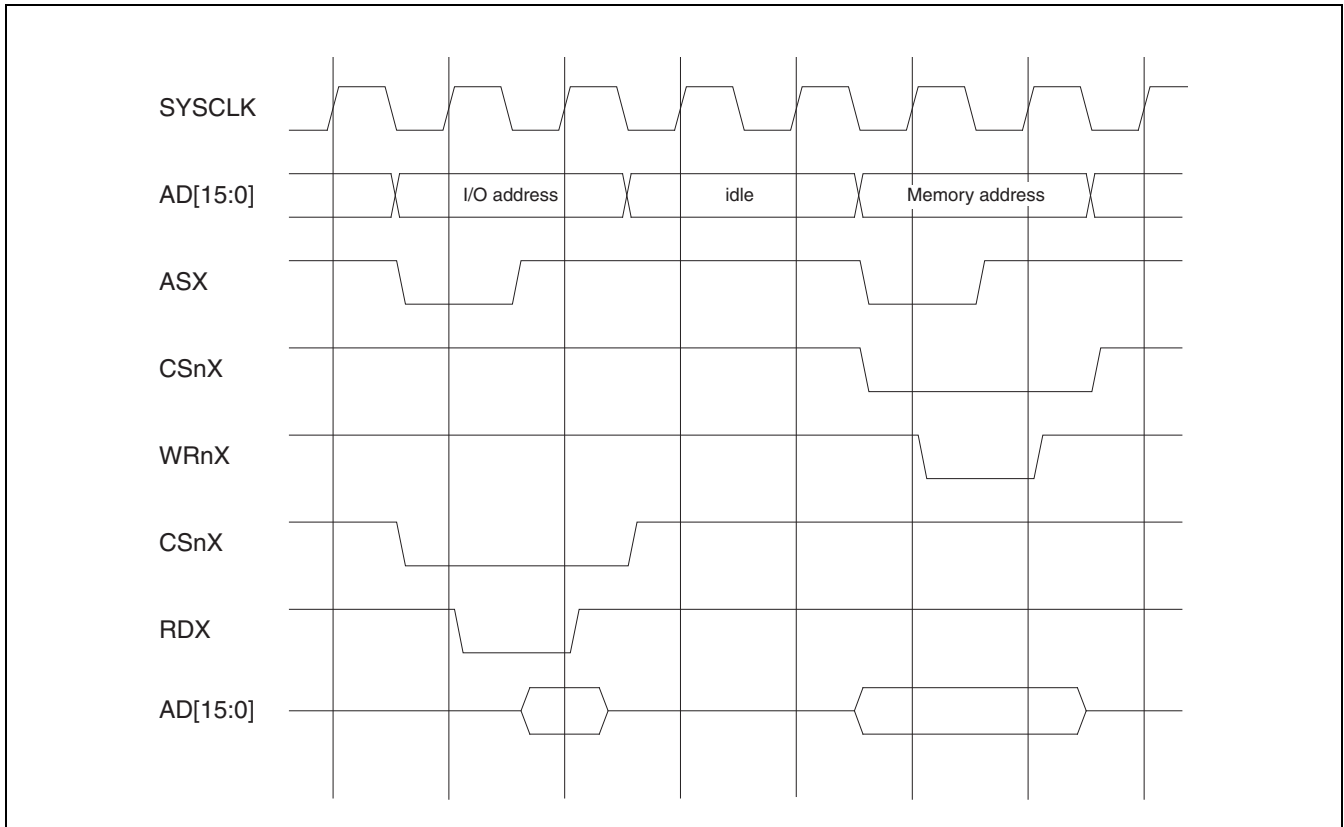 SYSCLK
AD[15:0]
I/O address
idle
Memory address
ASX
CSnX
WRnX
CSnX
RDX
AD[15:0]